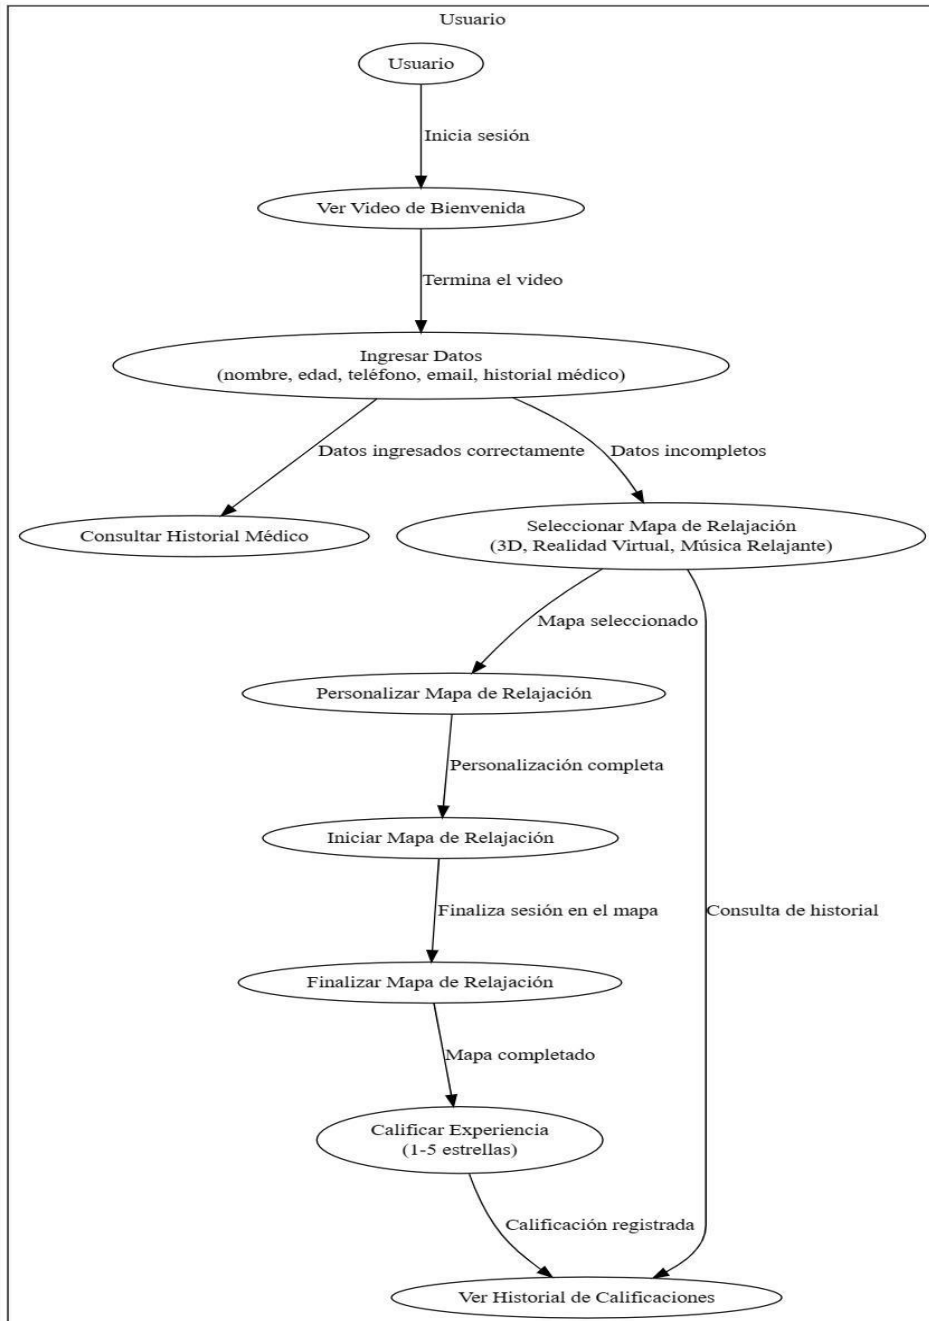 Usuario
Usuario
Inicia sesión
Ver Video de Bienvenida
Termina el video
Ingresar Datos
(nombre, edad, teléfono, email, historial médico)
Datos ingresados correctamente
Datos incompletos
Consultar Historial Médico
Seleccionar Mapa de Relajación
(3D, Realidad Virtual, Música Relajante)
Mapa seleccionado
Personalizar Mapa de Relajación
Personalización completa
Iniciar Mapa de Relajación
Finaliza sesión en el mapa
Consulta de historial
Finalizar Mapa de Relajación
Mapa completado
Calificar Experiencia
(1-5 estrellas)
Calificación registrada
Ver Historial de Calificaciones